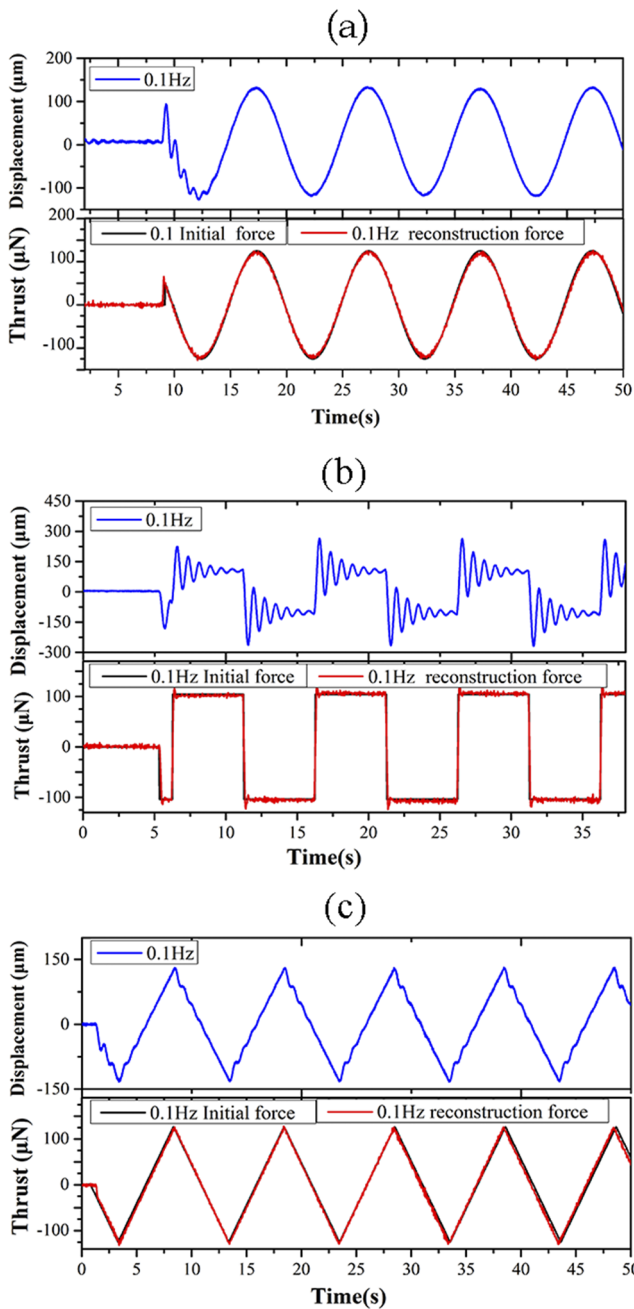 (a)
200
100
0
-100
Displacement (μm)
0.1Hz
200
100
0
-100
Thrust (μN)
0.1 Initial force
0.1Hz reconstruction force
5 10 15 20 25 30 35 40 45 50
Time(s)
(b)
450
300
150
0
-150
-300
Displacement (μm)
0.1Hz
100
0
-100
Thrust (μN)
0.1Hz Initial force
0.1Hz reconstruction force
0 5 10 15 20 25 30 35
Time(s)
(c)
150
0
-150
Displacement (μm)
0.1Hz
100
0
-100
Thrust (μN)
0.1Hz Initial force
0.1Hz reconstruction force
0 5 10 15 20 25 30 35 40 45 50
Time(s)